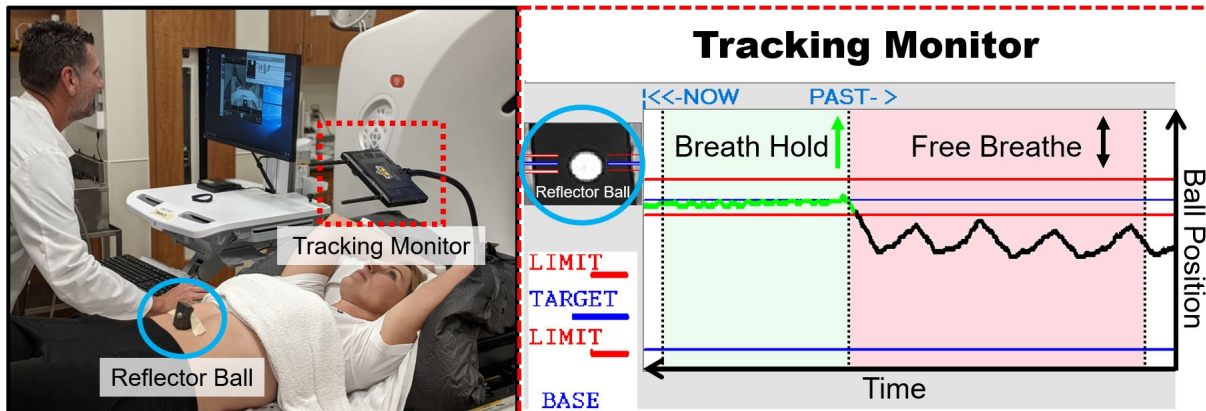 Tracking Monitor
Reflector Ball
Tracking Monitor
<<-NOW PAST->
Breath Hold
Free Breathe
Reflector Ball
LIMIT
TARGET
LIMIT
BASE
Ball Position
Time